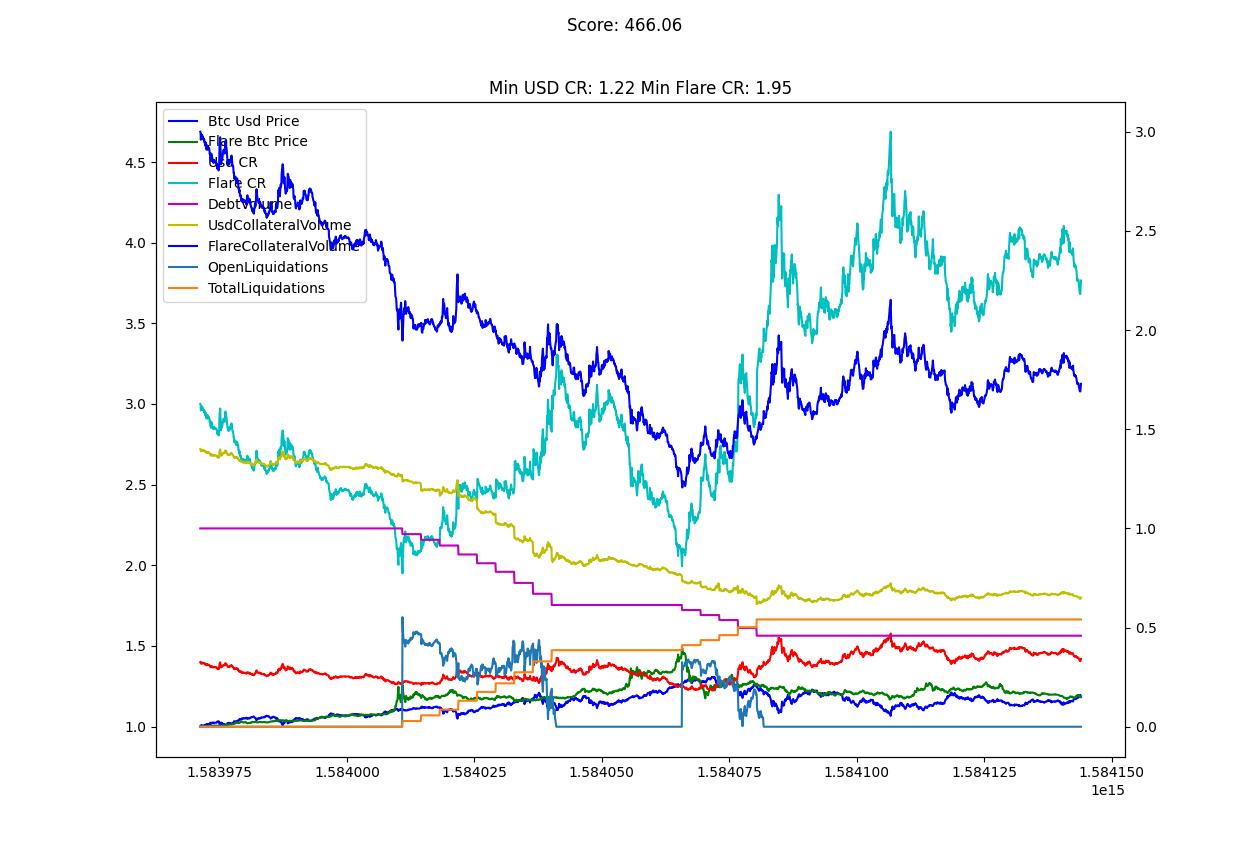 Score: 466.06
Min USD CR: 1.22 Min Flare CR: 1.95
Btc Usd Price
Flare Btc Price
Usd CR
Flare CR
DebtVolume
UsdCollateralVolume
FlareCollateralVolume
OpenLiquidations
TotalLiquidations
4.5
4.0
3.5
3.0
2.5
2.0
1.5
1.0
3.0
2.5
2.0
1.5
1.0
0.5
0.0
1.583975 1.584000 1.584025 1.584050 1.584075 1.584100 1.584125 1.584150
1e15